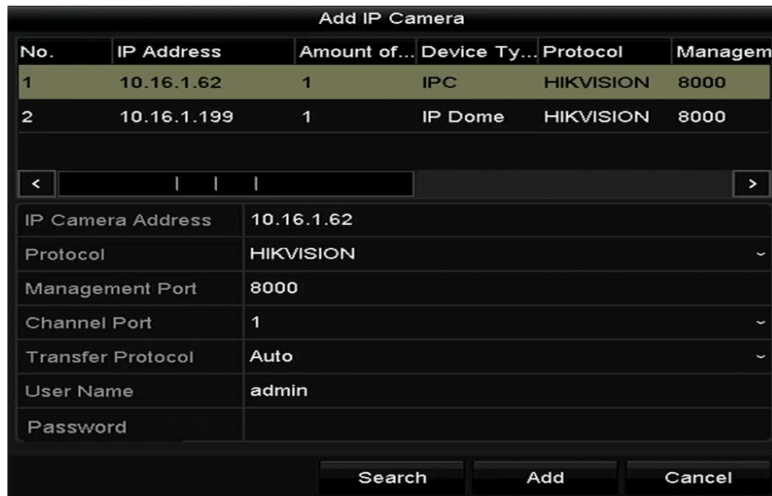 Add IP Camera
No. IP Address Amount of... Device Ty... Protocol Managem
1 10.16.1.62 1 IPC HIKVISION 8000
2 10.16.1.199 1 IP Dome HIKVISION 8000
IP Camera Address 10.16.1.62
Protocol HIKVISION
Management Port 8000
Channel Port 1
Transfer Protocol Auto
User Name admin
Password
Search Add Cancel